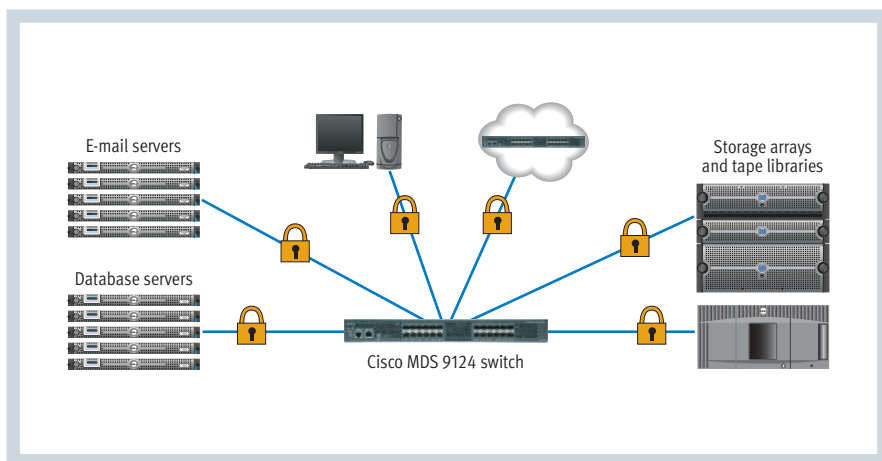 E-mail servers
Storage arrays
and tape libraries
Database servers
Cisco MDS 9124 switch